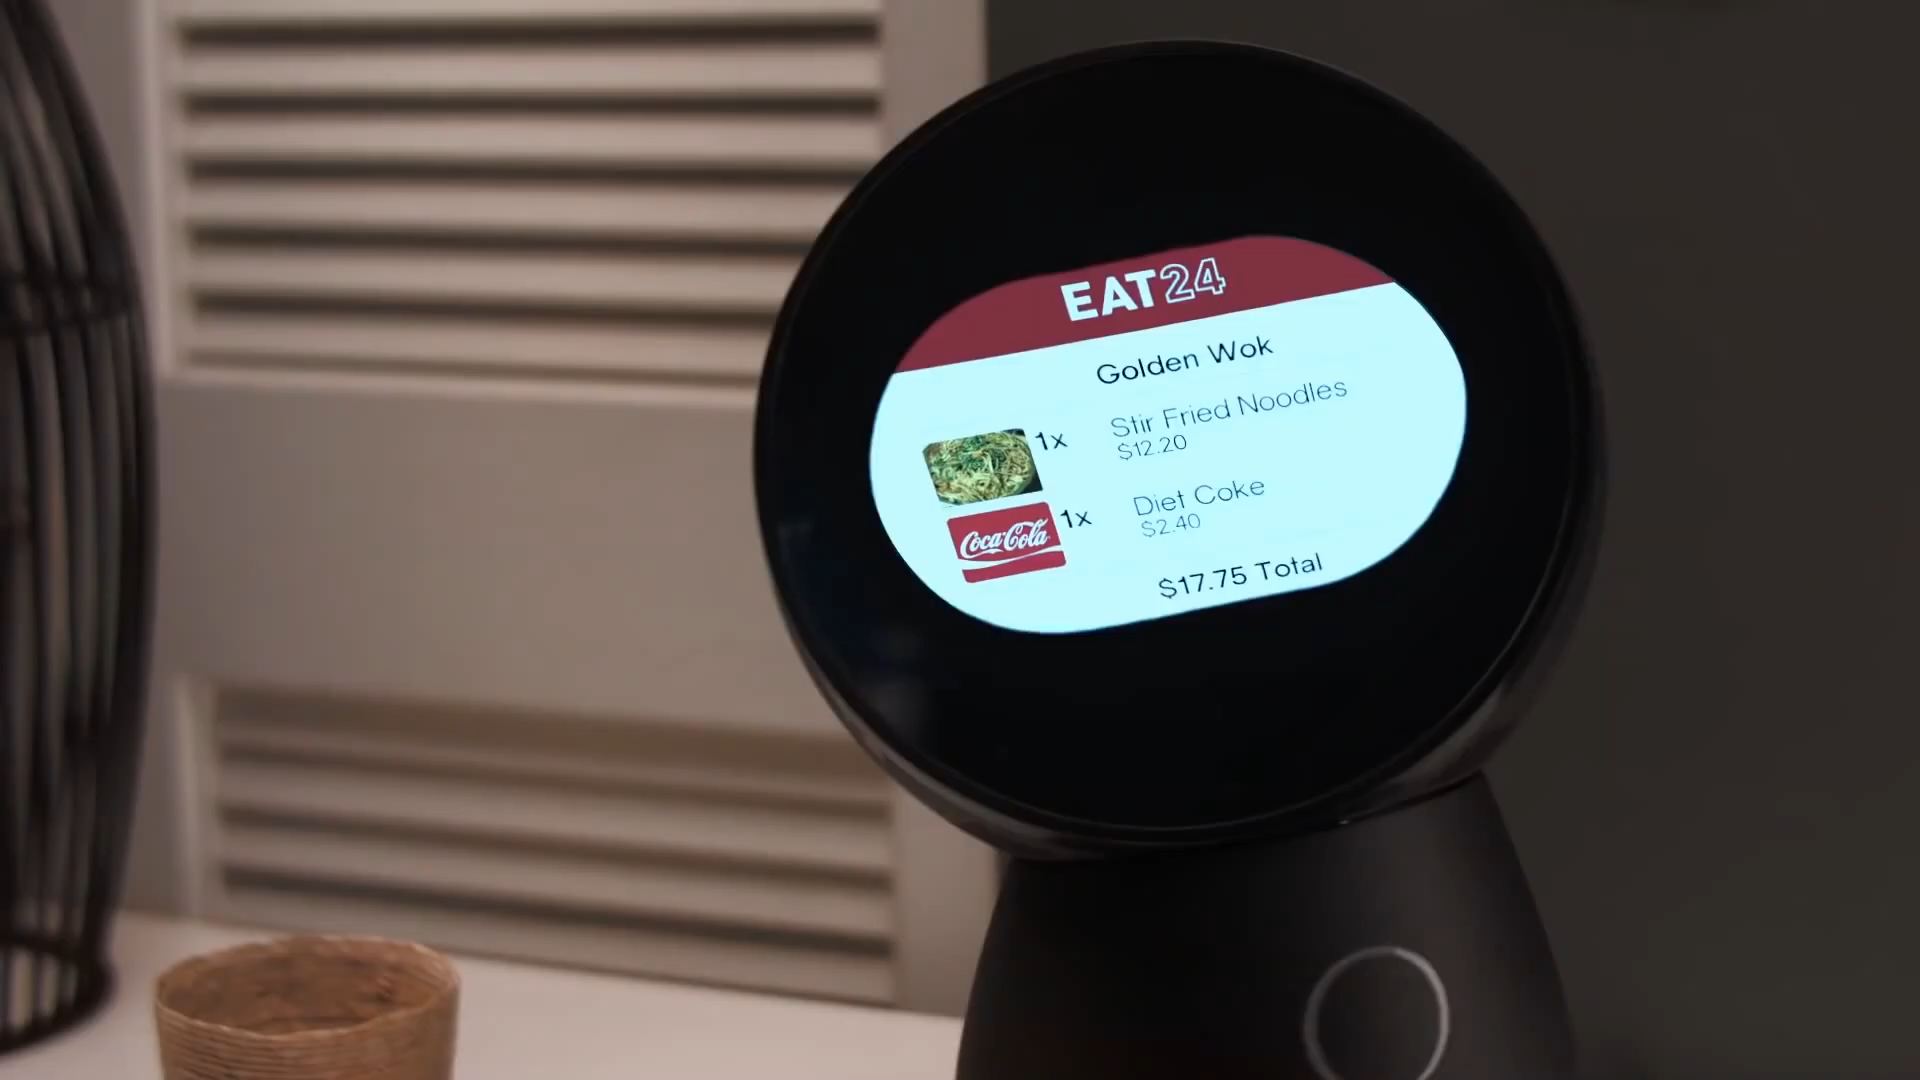 EAT24
Golden Wok
1x Stir Fried Noodles
$12.20
Coca-Cola
1x Diet Coke
$2.40
$17.75 Total